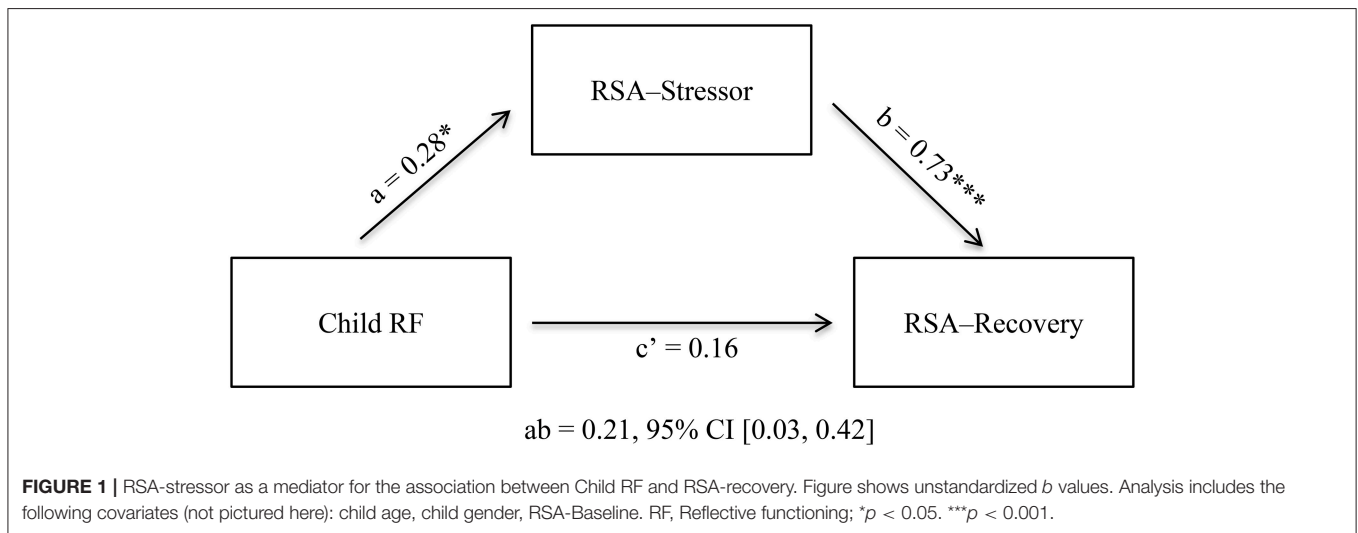 RSA–Stressor
a = 0.28*
b = 0.73***
Child RF
RSA–Recovery
c’ = 0.16
ab = 0.21, 95% CI [0.03, 0.42]
FIGURE 1 | RSA-stressor as a mediator for the association between Child RF and RSA-recovery. Figure shows unstandardized b values. Analysis includes the
following covariates (not pictured here): child age, child gender, RSA-Baseline. RF, Reflective functioning; *p < 0.05. ***p < 0.001.